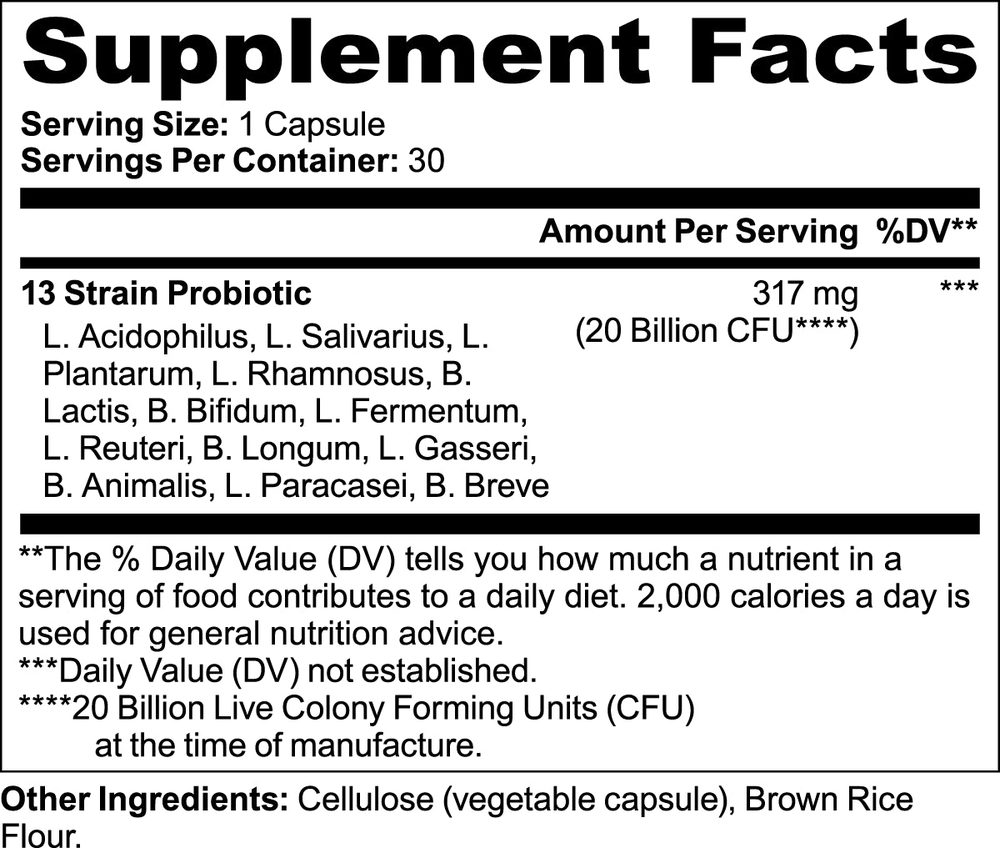 Supplement Facts
Serving Size: 1 Capsule
Servings Per Container: 30
Amount Per Serving %DV**
13 Strain Probiotic 317 mg ***
(20 Billion CFU****)
L. Acidophilus, L. Salivarius, L.
Plantarum, L. Rhamnosus, B.
Lactis, B. Bifidum, L. Fermentum,
L. Reuteri, B. Longum, L. Gasseri,
B. Animalis, L. Paracasei, B. Breve
**The % Daily Value (DV) tells you how much a nutrient in a
serving of food contributes to a daily diet. 2,000 calories a day is
used for general nutrition advice.
***Daily Value (DV) not established.
****20 Billion Live Colony Forming Units (CFU)
at the time of manufacture.
Other Ingredients: Cellulose (vegetable capsule), Brown Rice
Flour.